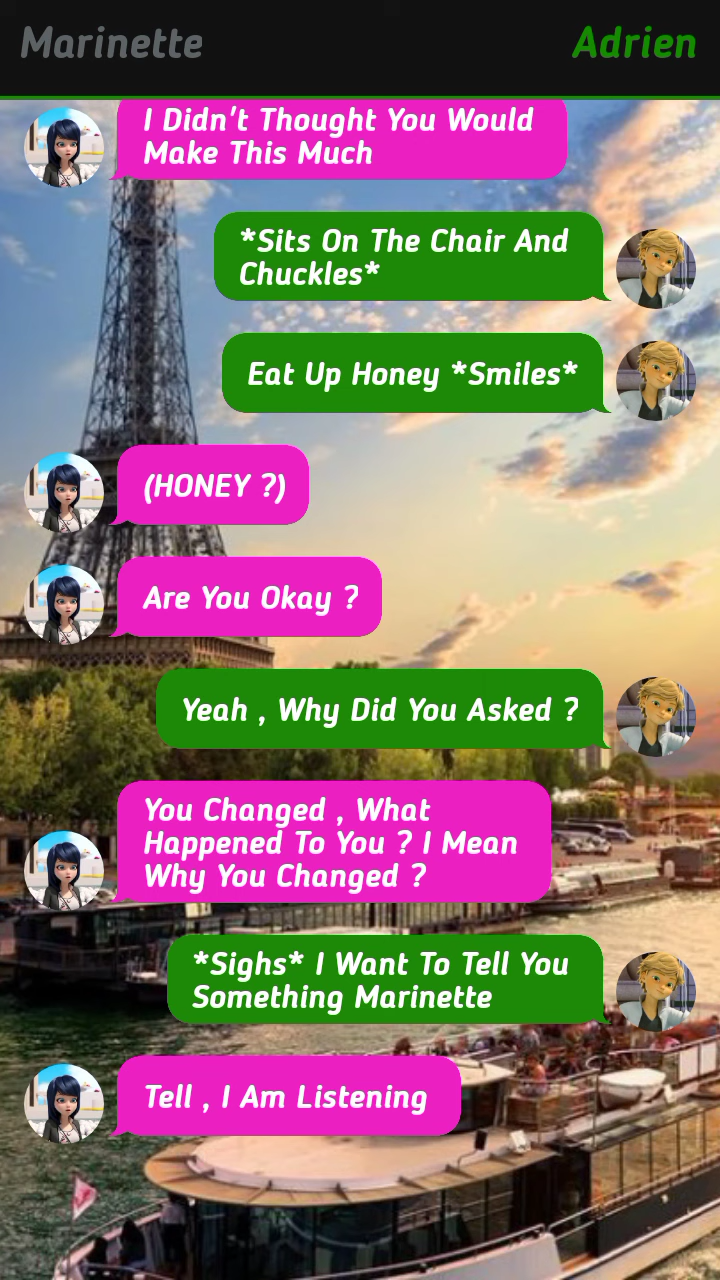 Marinette
Adrien
I Didn't Thought You Would
Make This Much
*Sits On The Chair And
Chuckles*
Eat Up Honey *Smiles*
(HONEY ?)
Are You Okay ?
Yeah , Why Did You Asked ?
You Changed , What
Happened To You ? I Mean
Why You Changed ?
*Sighs* I Want To Tell You
Something Marinette
Tell , I Am Listening